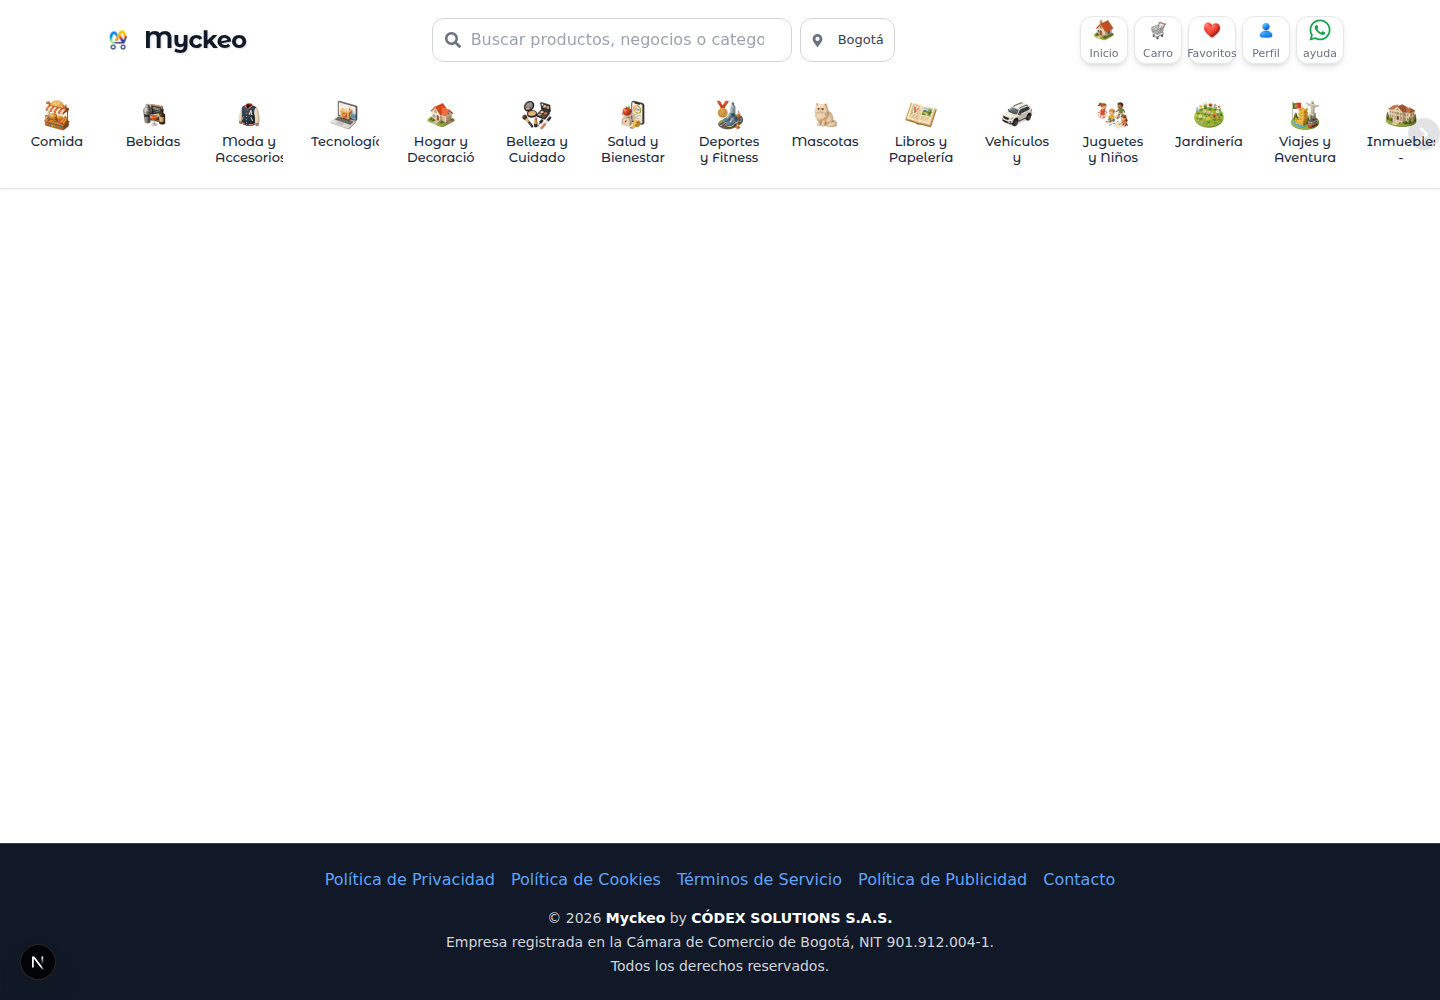 Myckeo
Buscar productos, negocios o catego
Bogotá
Inicio
Carro
Favoritos
Perfil
ayuda
Comida
Bebidas
Moda y
Accesorios
Tecnología
Hogar y
Decoració
Belleza y
Cuidado
Salud y
Bienestar
Deportes
y Fitness
Mascotas
Libros y
Papelería
Vehículos
y
Juguetes
y Niños
Jardinería
Viajes y
Aventura
Inmuebles
-
Política de Privacidad Política de Cookies Términos de Servicio Política de Publicidad Contacto
© 2026 Myckeo by CÓDEX SOLUTIONS S.A.S.
Empresa registrada en la Cámara de Comercio de Bogotá, NIT 901.912.004-1.
Todos los derechos reservados.
N